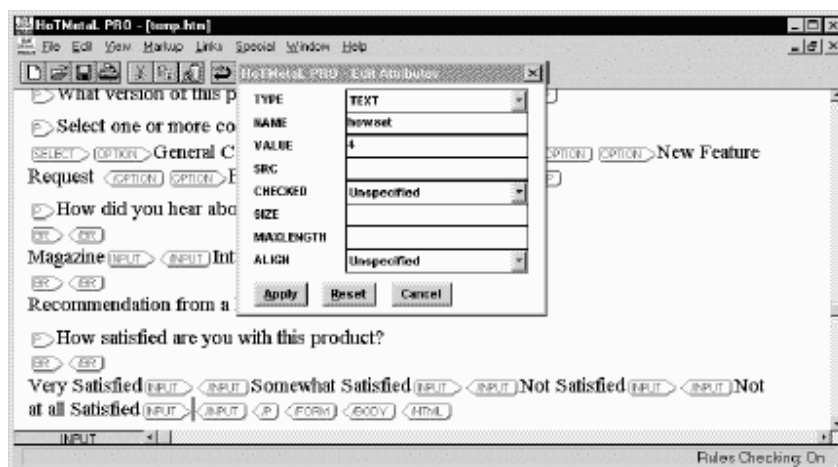 HoTMetaL PRO - [temp.htm]
File Edit View Markup Links Special Window Help
HoTMetaL PRO - Edit Attributes
What version of this p
Select one or more co
SELECT OPTION General C
OPTION OPTION New Feature
Request /OPTION OPTION
How did you hear abo
BR /BR
Magazine INPUT /INPUT Int
BR /BR
Recommendation from a
TYPE TEXT
NAME howset
VALUE 4
SRC
CHECKED Unspecified
SIZE
MAXLENGTH
ALIGN Unspecified
Apply Reset Cancel
P How satisfied are you with this product?
BR /BR
Very Satisfied INPUT /INPUT Somewhat Satisfied INPUT /INPUT Not Satisfied INPUT /INPUT Not
at all Satisfied INPUT /INPUT /P /FORM /BODY /HTML
INPUT
Rules Checking: On